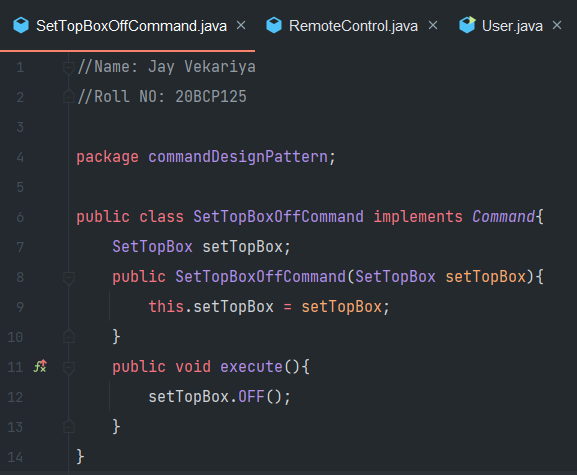 SetTopBoxOffCommand.java × RemoteControl.java × User.java ×
1 //Name: Jay Vekariya
2 //Roll NO: 20BCP125
3
4 package commandDesignPattern;
5
6 public class SetTopBoxOffCommand implements Command{
7 SetTopBox setTopBox;
8 public SetTopBoxOffCommand(SetTopBox setTopBox){
9 this.setTopBox = setTopBox;
10 }
11 public void execute(){
12 setTopBox.OFF();
13 }
14 }